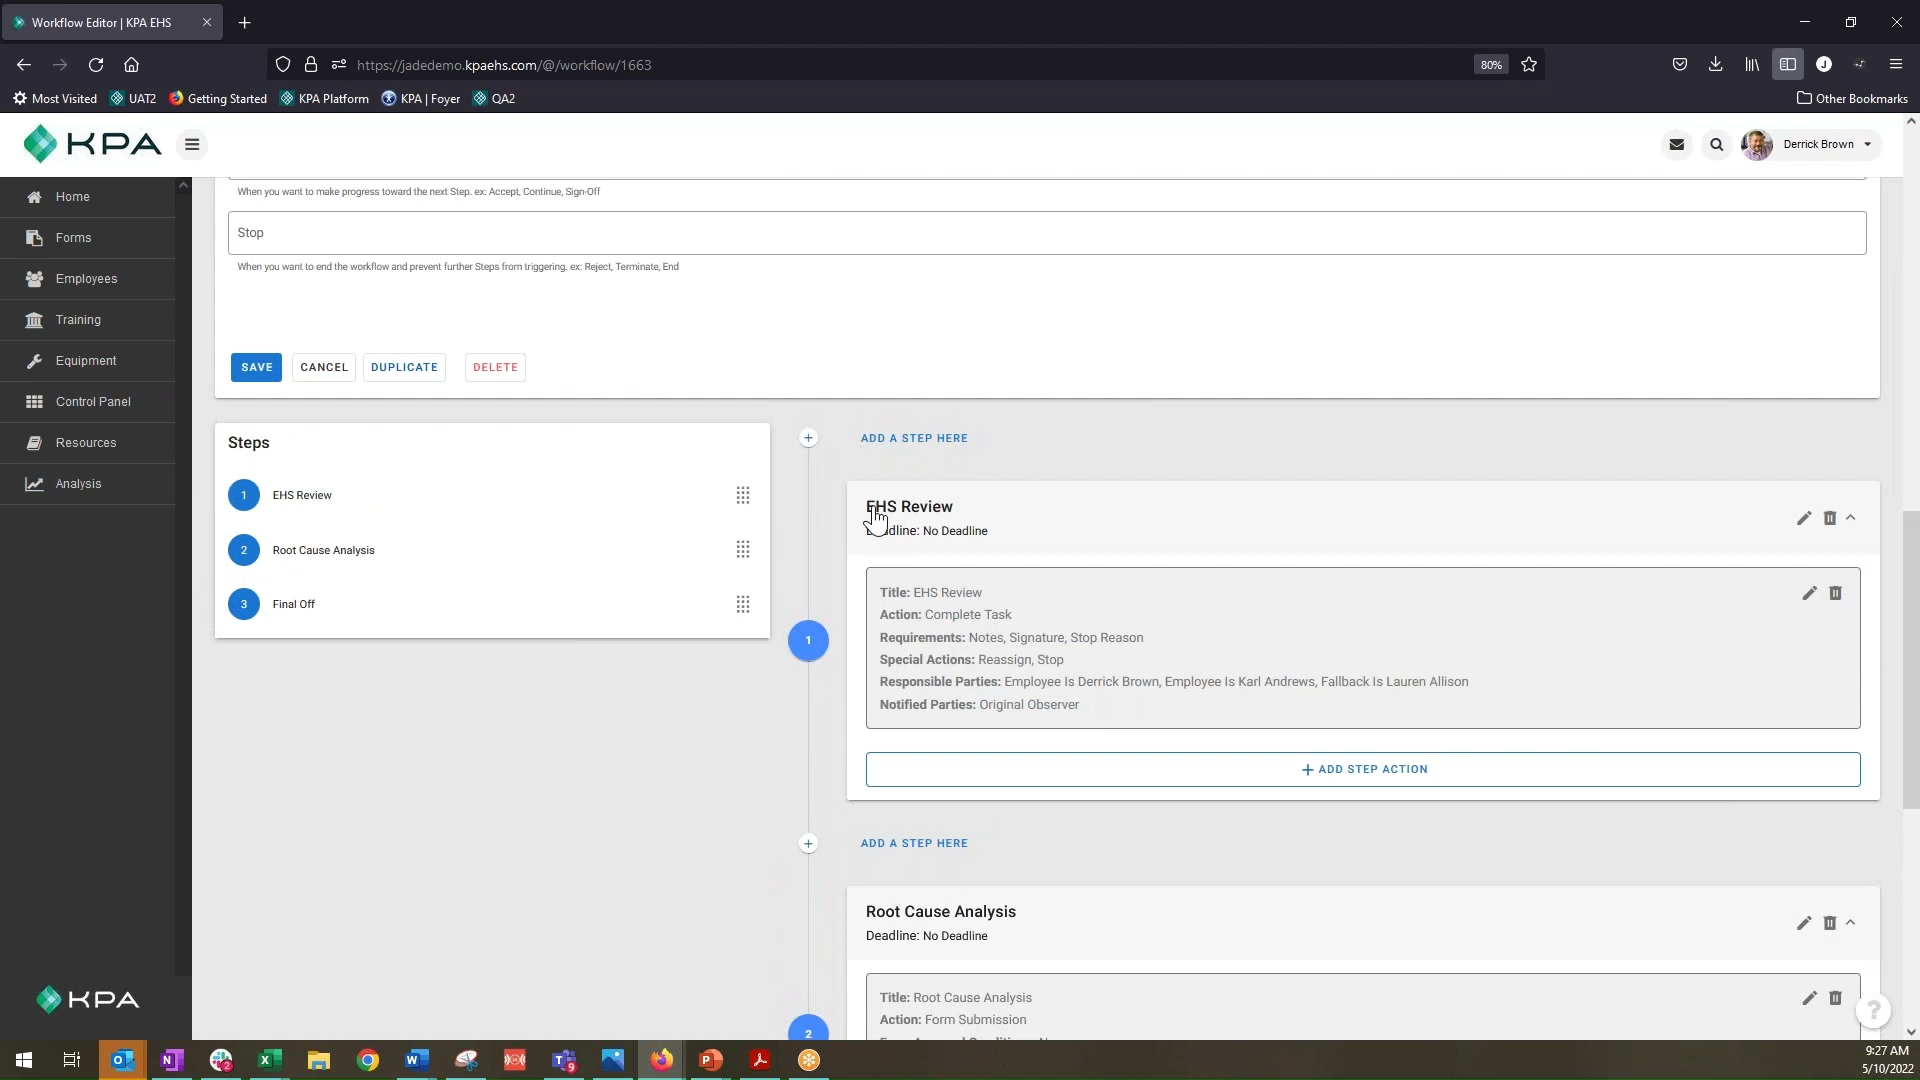 Workflow Editor | KPA EHS
https://jadedemo.kpaehs.com/@/workflow/1663
80%
Most Visited
UAT2
Getting Started
KPA Platform
KPA | Foyer
QA2
Other Bookmarks
KPA
Derrick Brown
Home
Forms
Employees
Training
Equipment
Control Panel
Resources
Analysis
KPA
When you want to make progress toward the next Step. ex: Accept, Continue, Sign-Off
Stop
When you want to end the workflow and prevent further Steps from triggering. ex: Reject, Terminate, End
SAVE
CANCEL
DUPLICATE
DELETE
Steps
1 EHS Review
2 Root Cause Analysis
3 Final Off
ADD A STEP HERE
EHS Review
Deadline: No Deadline
1
Title: EHS Review
Action: Complete Task
Requirements: Notes, Signature, Stop Reason
Special Actions: Reassign, Stop
Responsible Parties: Employee Is Derrick Brown, Employee Is Karl Andrews, Fallback Is Lauren Allison
Notified Parties: Original Observer
+ ADD STEP ACTION
ADD A STEP HERE
Root Cause Analysis
Deadline: No Deadline
2
Title: Root Cause Analysis
Action: Form Submission
9:27 AM
5/10/2022